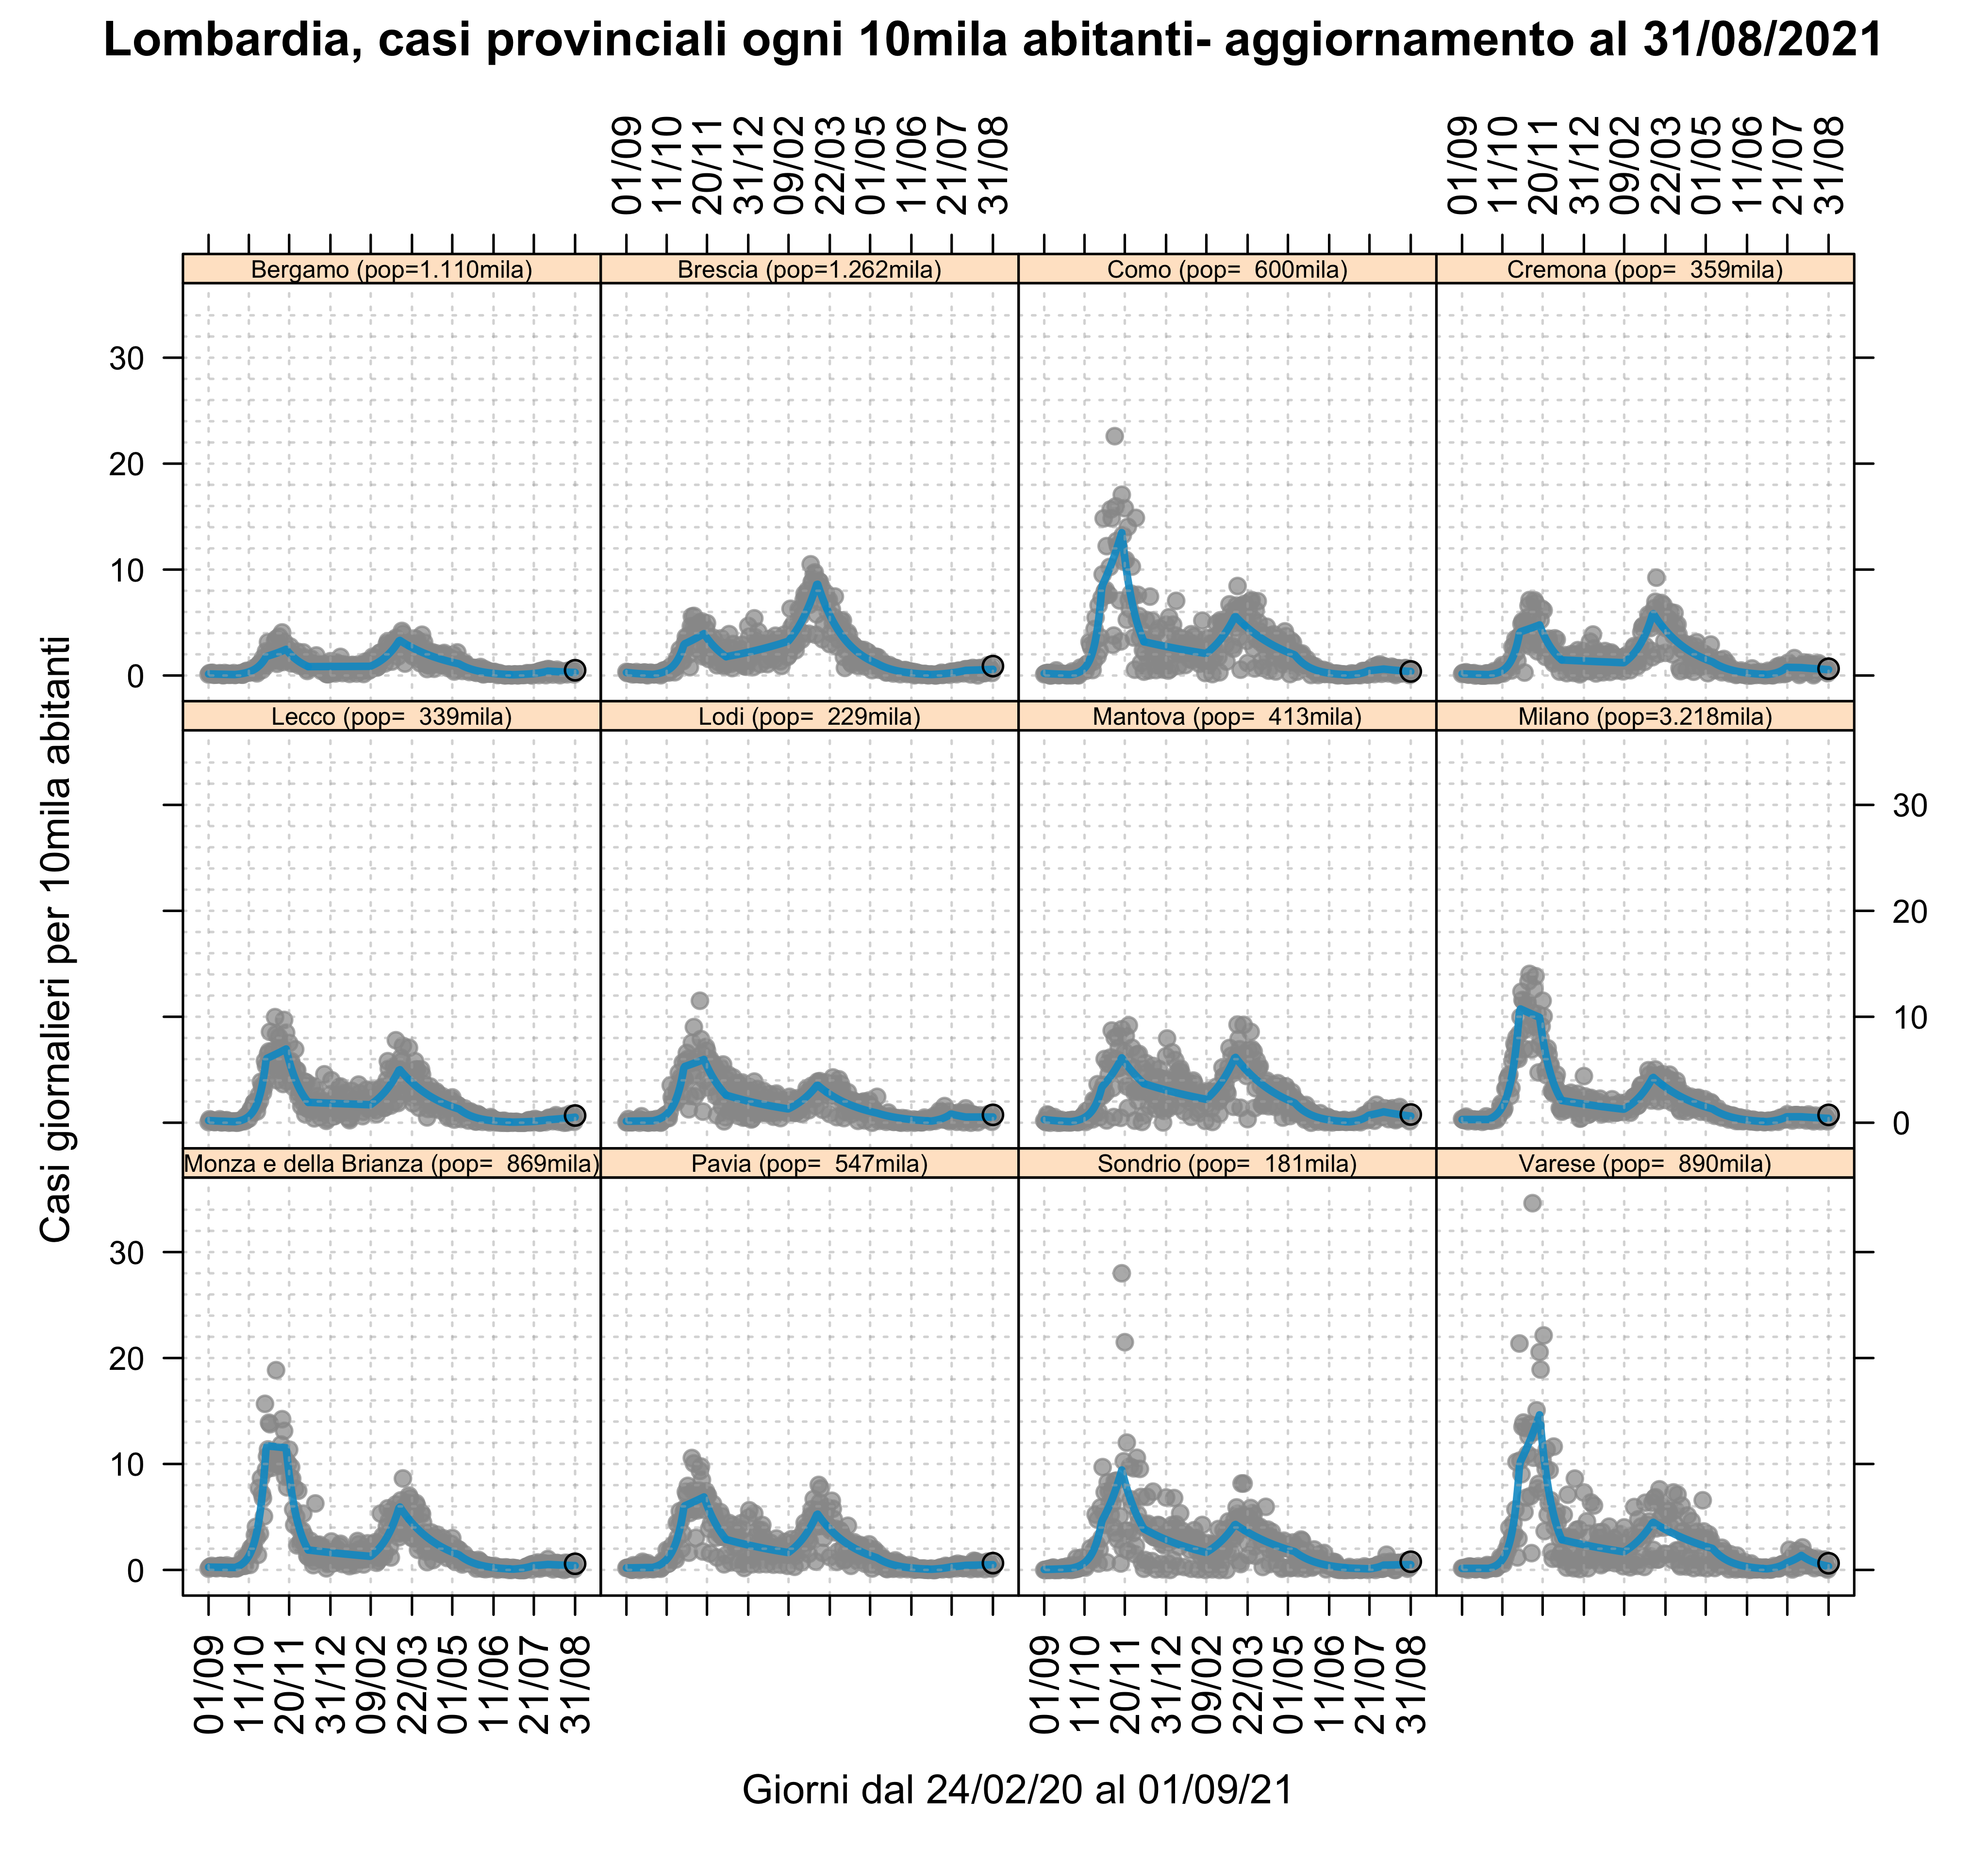 Lombardia, casi provinciali ogni 10mila abitanti- aggiornamento al 31/08/2021
01/09 11/10 20/11 31/12 09/02 22/03 01/05 11/06 21/07 31/08
01/09 11/10 20/11 31/12 09/02 22/03 01/05 11/06 21/07 31/08
Bergamo (pop=1.110mila)
Brescia (pop=1.262mila)
Como (pop=  600mila)
Cremona (pop=  359mila)
30
20
10
0
Lecco (pop=  339mila)
Lodi (pop=  229mila)
Mantova (pop=  413mila)
Milano (pop=3.218mila)
30
20
10
0
Monza e della Brianza (pop=  869mila)
Pavia (pop=  547mila)
Sondrio (pop=  181mila)
Varese (pop=  890mila)
30
20
10
0
Casi giornalieri per 10mila abitanti
01/09 11/10 20/11 31/12 09/02 22/03 01/05 11/06 21/07 31/08
01/09 11/10 20/11 31/12 09/02 22/03 01/05 11/06 21/07 31/08
Giorni dal 24/02/20 al 01/09/21